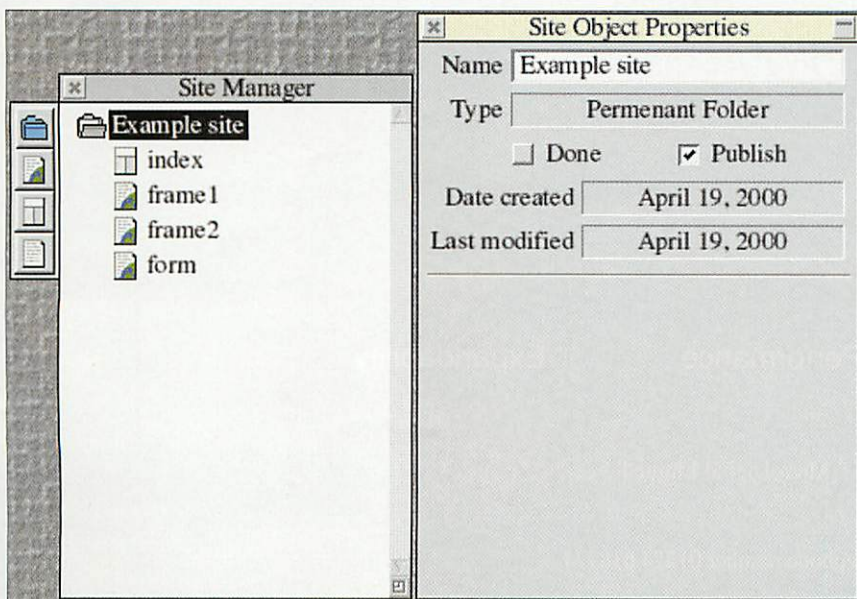 Site Manager
Example site
index
frame1
frame2
form
Site Object Properties
Name Example site
Type Permenant Folder
Done Publish
Date created April 19, 2000
Last modified April 19, 2000